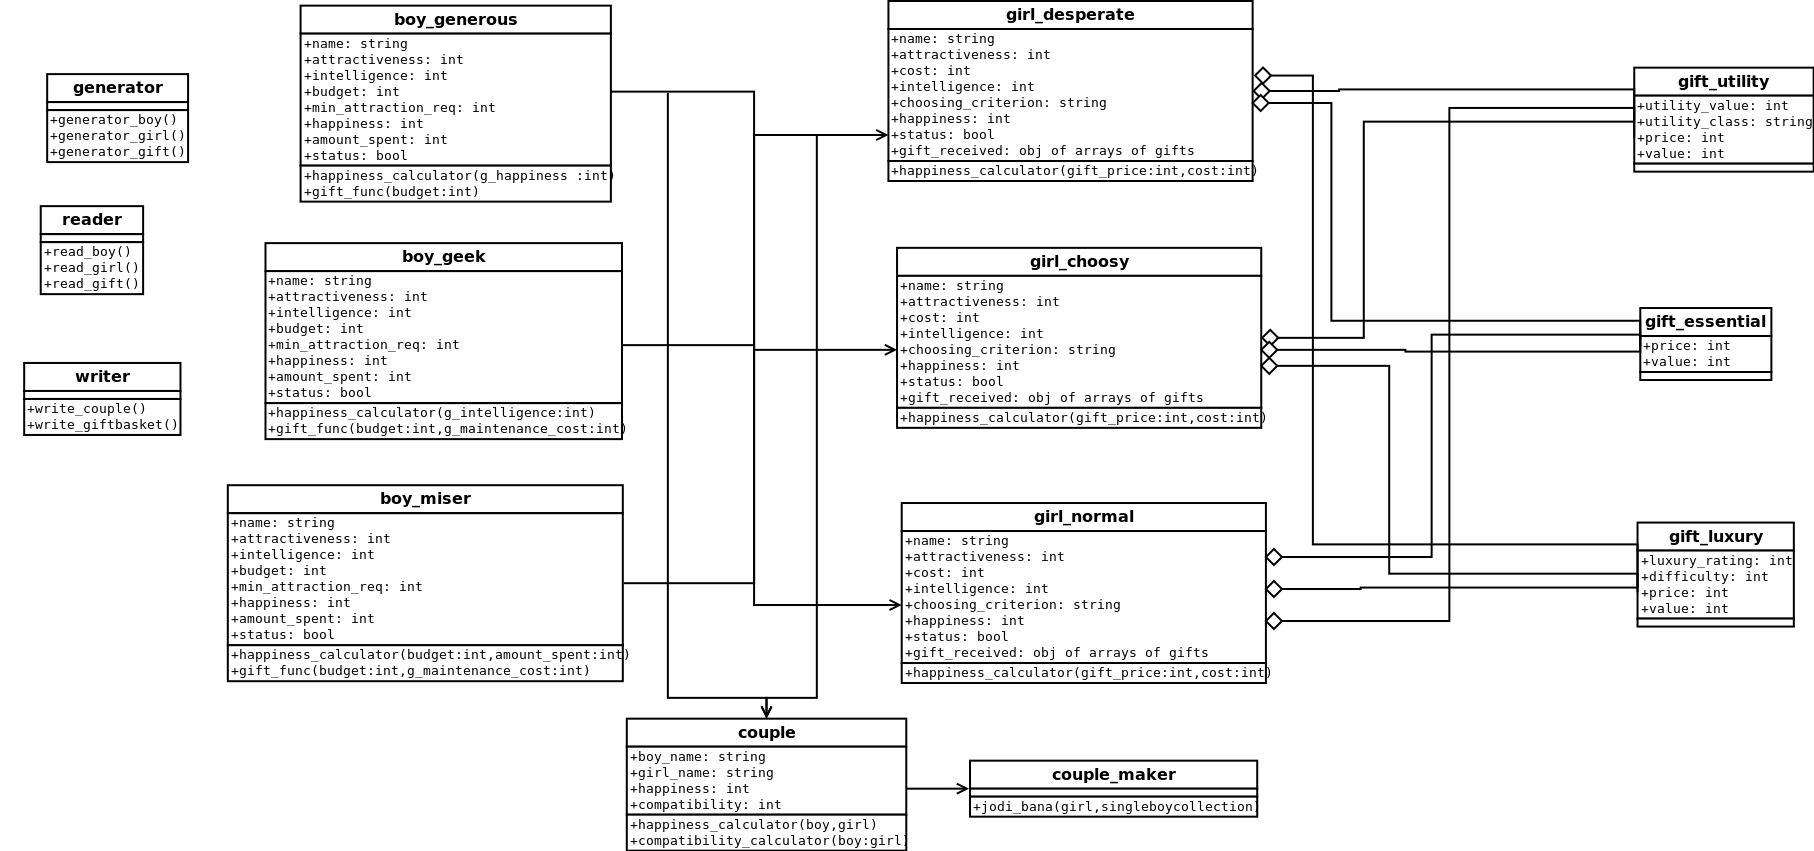 generator
+generator_boy()
+generator_girl()
+generator_gift()
reader
+read_boy()
+read_girl()
+read_gift()
writer
+write_couple()
+write_giftbasket()
boy_generous
+name: string
+attractiveness: int
+intelligence: int
+budget: int
+min_attraction_req: int
+happiness: int
+amount_spent: int
+status: bool
+happiness_calculator(g_happiness :int)
+gift_func(budget:int)
boy_geek
+name: string
+attractiveness: int
+intelligence: int
+budget: int
+min_attraction_req: int
+happiness: int
+amount_spent: int
+status: bool
+happiness_calculator(g_intelligence:int)
+gift_func(budget:int,g_maintenance_cost:int)
boy_miser
+name: string
+attractiveness: int
+intelligence: int
+budget: int
+min_attraction_req: int
+happiness: int
+amount_spent: int
+status: bool
+happiness_calculator(budget:int,amount_spent:int)
+gift_func(budget:int,g_maintenance_cost:int)
girl_desperate
+name: string
+attractiveness: int
+cost: int
+intelligence: int
+choosing_criterion: string
+happiness: int
+status: bool
+gift_received: obj of arrays of gifts
+happiness_calculator(gift_price:int,cost:int)
girl_choosy
+name: string
+attractiveness: int
+cost: int
+intelligence: int
+choosing_criterion: string
+happiness: int
+status: bool
+gift_received: obj of arrays of gifts
+happiness_calculator(gift_price:int,cost:int)
girl_normal
+name: string
+attractiveness: int
+cost: int
+intelligence: int
+choosing_criterion: string
+happiness: int
+status: bool
+gift_received: obj of arrays of gifts
+happiness_calculator(gift_price:int,cost:int)
gift_utility
+utility_value: int
+utility_class: string
+price: int
+value: int
gift_essential
+price: int
+value: int
gift_luxury
+luxury_rating: int
+difficulty: int
+price: int
+value: int
couple
+boy_name: string
+girl_name: string
+happiness: int
+compatibility: int
+happiness_calculator(boy,girl)
+compatibility_calculator(boy:girl)
couple_maker
+jodi_bana(girl,singleboycollection)